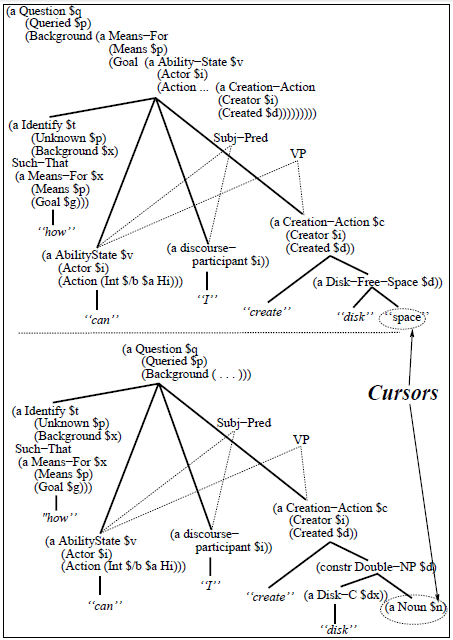 (a Question $q
(Queried $p)
(Background (a Means−For
(Means $p)
(Goal (a Ability−State $v
(Actor $i)
(Action ... (a Creation−Action
(Creator $i)
(Created $d)))))))))
(a Identify $t
(Unknown $p)
(Background $x)
Such−That
(a Means−For $x
(Means $p)
(Goal $g)))
‘‘how’’
Subj−Pred
VP
(a AbilityState $v
(Actor $i)
(Action (Int $/b $a Hi)))
‘‘can’’
(a discourse−
participant $i))
‘‘I’’
(a Creation−Action $c
(Creator $i)
(Created $d))
‘‘create’’
(a Disk−Free−Space $d))
‘‘disk’’
‘‘space’’
Cursors
(a Question $q
(Queried $p)
(Background ( . . . )))
(a Identify $t
(Unknown $p)
(Background $x)
Such−That
(a Means−For $x
(Means $p)
(Goal $g)))
"how’’
Subj−Pred
VP
(a AbilityState $v
(Actor $i)
(Action (Int $/b $a Hi)))
‘‘can’’
(a discourse−
participant $i))
‘‘I’’
(a Creation−Action $c
(Creator $i)
(Created $d))
‘‘create’’
(constr Double−NP $d)
(a Disk−C $dx))
‘‘disk’’
(a Noun $n)